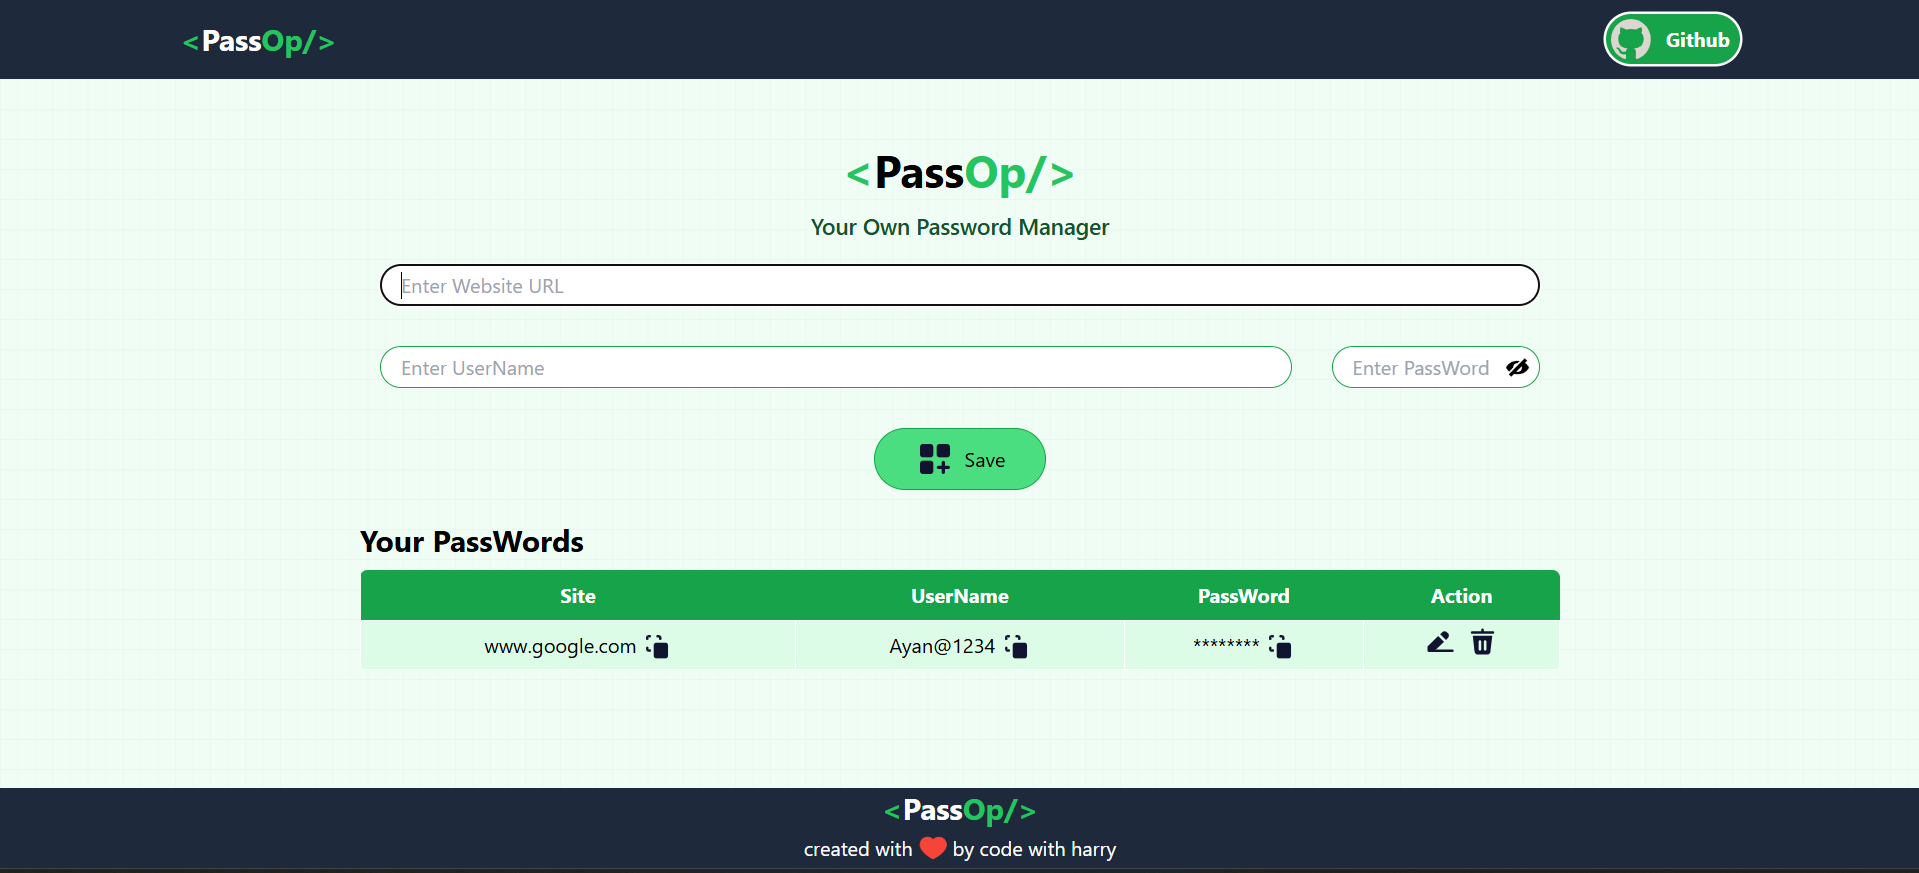 <PassOp/>
Github
<PassOp/>
Your Own Password Manager
Enter Website URL
Enter UserName
Enter PassWord
Save
Your PassWords
Site UserName PassWord Action
www.google.com Ayan@1234 ********
<PassOp/>
created with ❤️ by code with harry